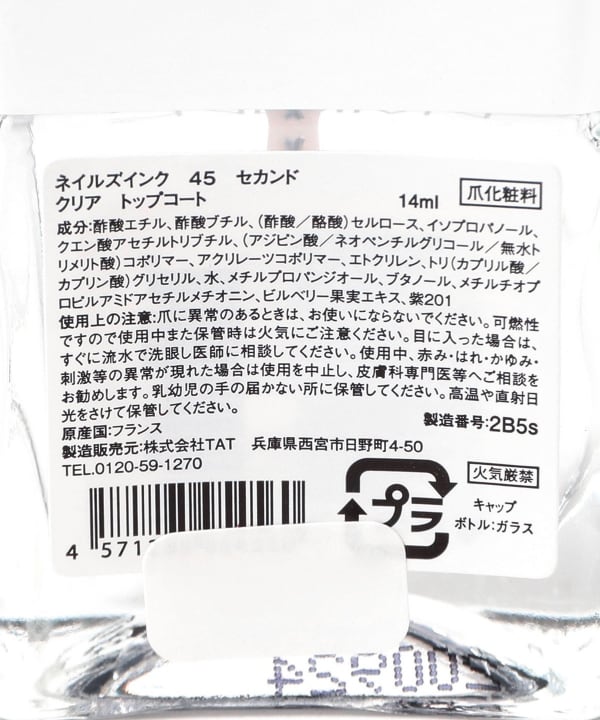 ネイルズインク 45 セカンド
クリア トップコート 14ml 爪化粧料
成分:酢酸エチル、酢酸ブチル、(酢酸／酪酸)セルロース、イソプロパノール、
クエン酸アセチルトリブチル、(アジピン酸／ネオペンチルグリコール／無水ト
リメリト酸)コポリマー、アクリレーツコポリマー、エトクリレン、トリ(カプリル酸／
カプリン酸)グリセリル、水、メチルプロパンジオール、ブタノール、メチルチオプ
ロピルアミドアセチルメチオニン、ビルベリー果実エキス、紫201
使用上の注意:爪に異常のあるときは、お使いにならないでください。可燃性
ですので使用中また保管時は火気にご注意ください。目に入った場合は、
すぐに流水で洗眼し医師に相談してください。使用中、赤み・はれ・かゆみ・
刺激等の異常が現れた場合は使用を中止し、皮膚科専門医等へご相談を
お勧めします。乳幼児の手の届かない所に保管してください。高温や直射日
光をさけて保管してください。
原産国:フランス 製造番号:2B5s
製造販売元:株式会社TAT 兵庫県西宮市日野町4-50
TEL.0120-59-1270 火気厳禁
プラ
キャップ
ボトル:ガラス
4 571